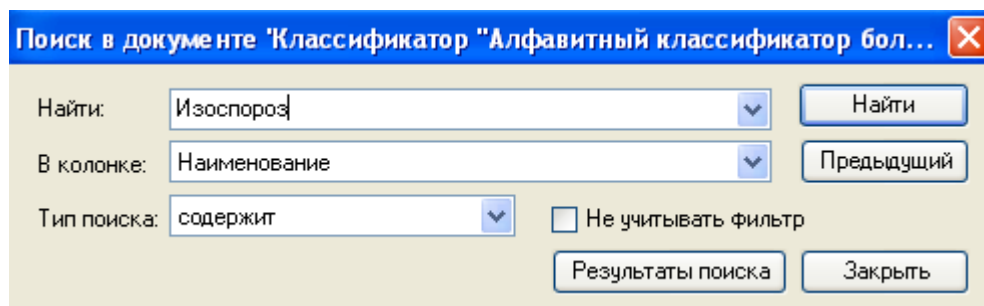 Поиск в документе 'Классификатор "Алфавитный классификатор бол...
Найти: Изоспороз Найти
В колонке: Наименование Предыдущий
Тип поиска: содержит Не учитывать фильтр
Результаты поиска Закрыть